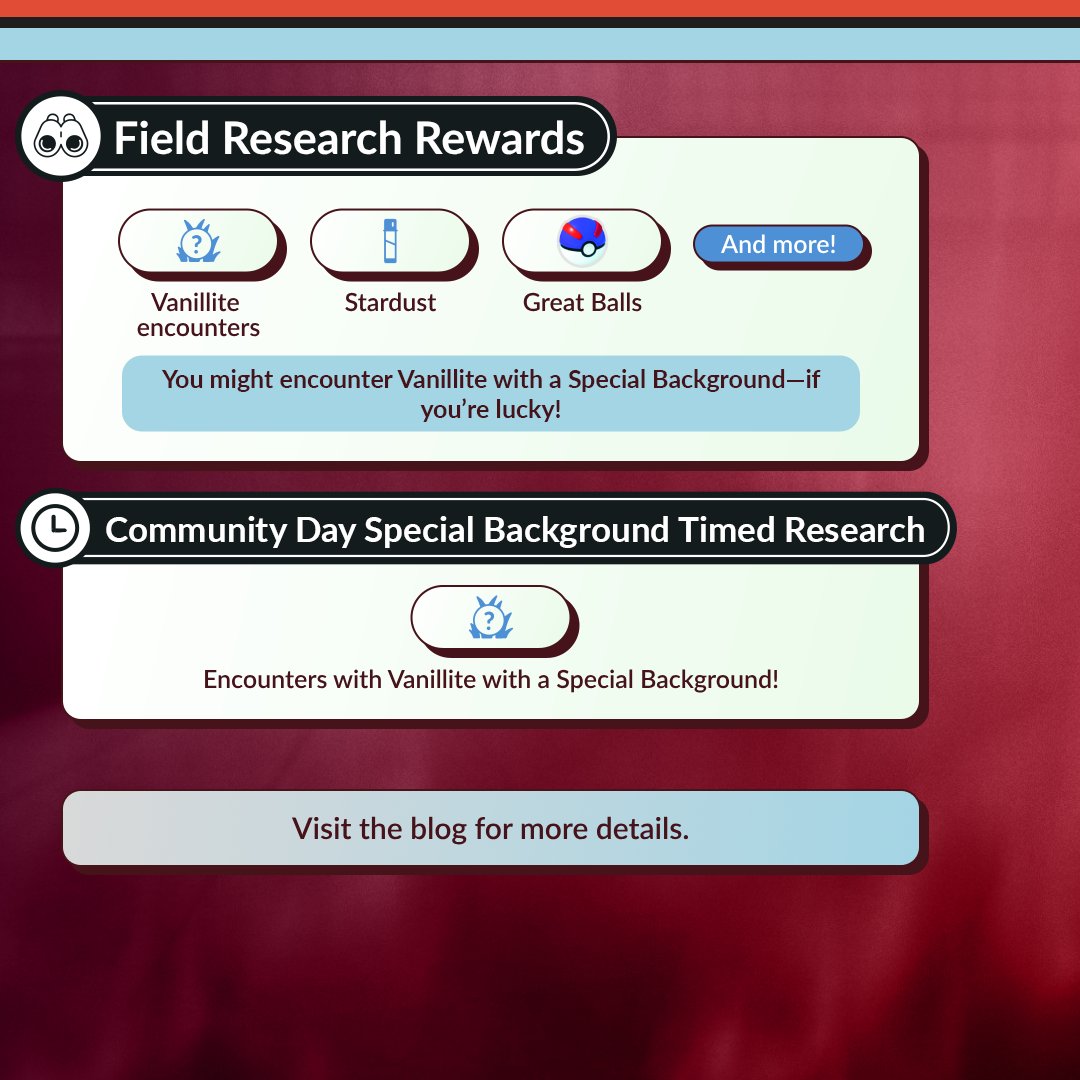 Field Research Rewards
?
And more!
Vanillite
encounters
Stardust
Great Balls
You might encounter Vanillite with a Special Background—if
you’re lucky!
Community Day Special Background Timed Research
?
Encounters with Vanillite with a Special Background!
Visit the blog for more details.